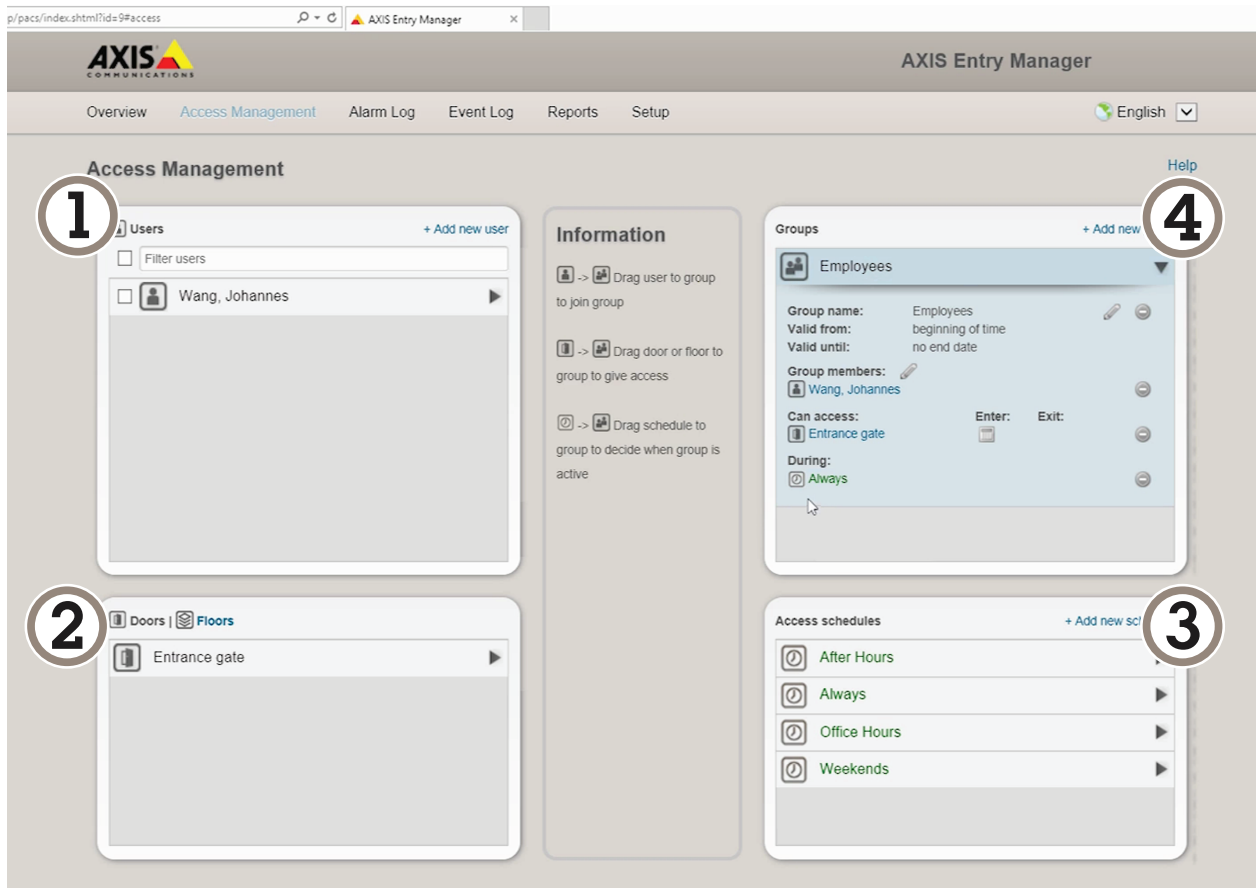 p/pacs/index.shtml?id=9#access
AXIS Entry Manager
AXIS
COMMUNICATIONS
AXIS Entry Manager
Overview Access Management Alarm Log Event Log Reports Setup
English
Access Management
Help
1
Users
+ Add new user
Filter users
Wang, Johannes
Information
-> Drag user to group
to join group
-> Drag door or floor to
group to give access
-> Drag schedule to
group to decide when group is
active
4
Groups
+ Add new
Employees
Group name: Employees
Valid from: beginning of time
Valid until: no end date
Group members:
Wang, Johannes
Can access: Enter: Exit:
Entrance gate
During:
Always
2
Doors | Floors
Entrance gate
3
Access schedules
+ Add new sc
After Hours
Always
Office Hours
Weekends